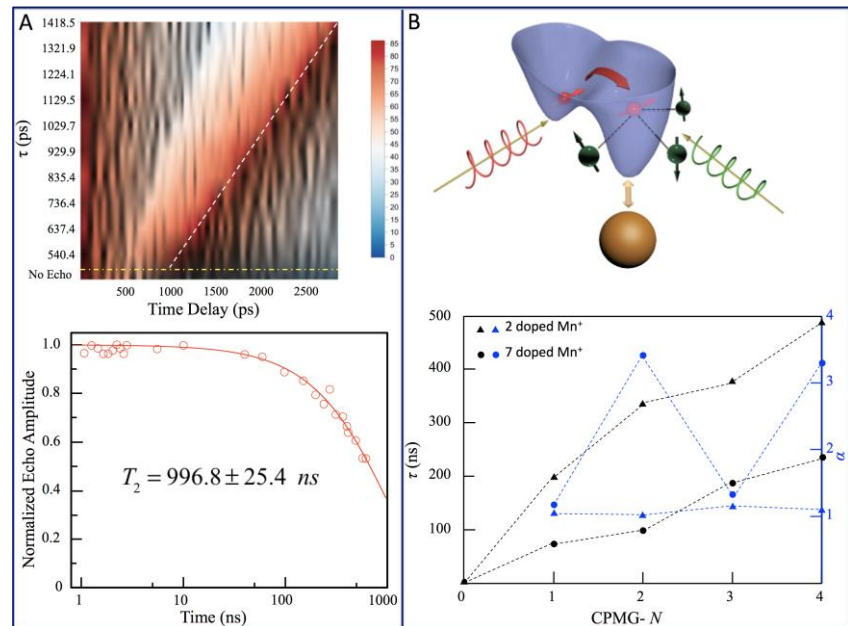 A
1418.5
1321.9
1226.7
1224.1
1129.5
1029.7
929.9
835.4
736.4
637.4
540.4
No Echo
τ (ps)
500 1000 1500 2000 2500
Time Delay (ps)
85
80
75
70
65
60
55
50
45
40
35
30
25
20
15
10
5
0
Normalized Echo Amplitude
1.0
0.8
0.6
0.4
0.2
0
T₂ = 996.8 ± 25.4 ns
1 10 100 1000
Time (ns)
B
500
400
300
200
100
τ (ns)
2 doped Mn⁺
7 doped Mn⁺
4
3
2
1
α
0 1 2 3 4
CPMG- N